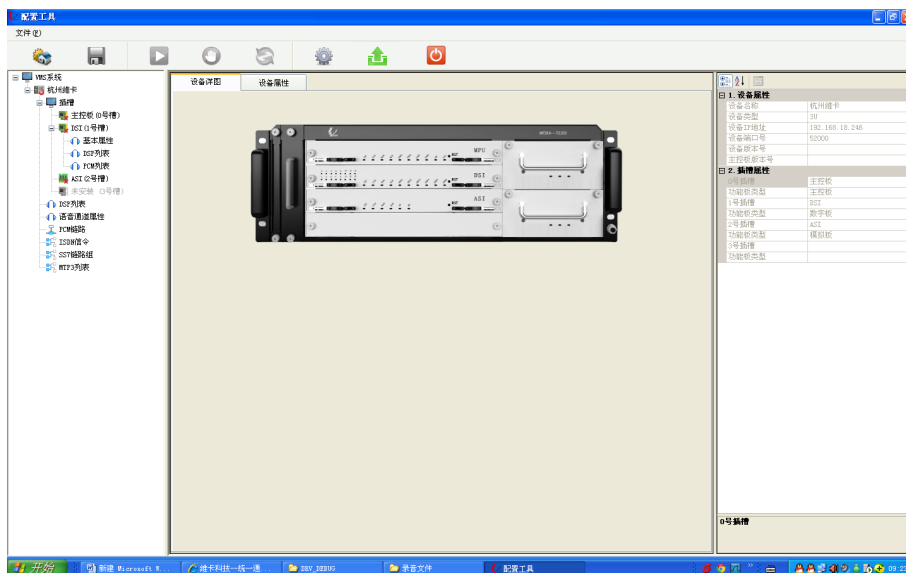 配置工具
文件(F)
VMS系统
杭州维卡
插槽
主控板(0号槽)
DSI(1号槽)
基本属性
DSP列表
PCM列表
ASI(2号槽)
未安装 (3号槽)
DSP列表
语音通道属性
PCM链路
ISDN信令
SS7链路组
MTP3列表
设备详图
设备属性
MPU
DSI
ASI
1. 设备属性
设备名称 杭州维卡
设备类型 3U
设备IP地址 192.168.18.246
设备端口号 52000
设备版本号
主控板版本号
2. 插槽属性
0号插槽 主控板
功能板类型 主控板
1号插槽 DSI
功能板类型 数字板
2号插槽 ASI
功能板类型 模拟板
3号插槽
功能板类型
0号插槽
开始
新建 Microsoft W...
维卡科技--统一通...
DEV_DEBUG
录音文件
配置工具